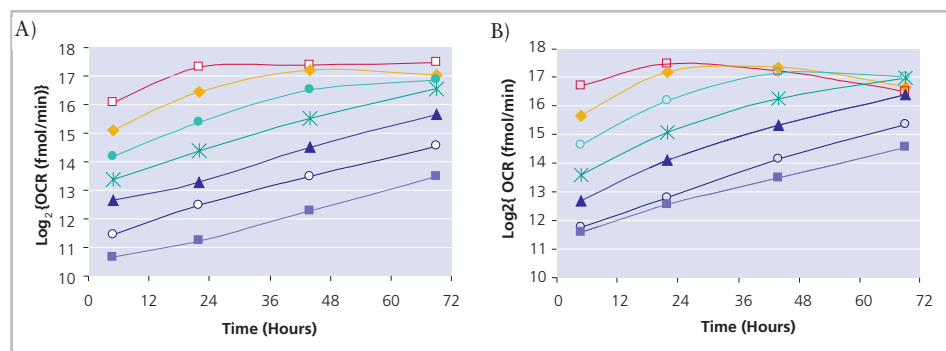 A)
Log₂{OCR (fmol/min)}
18
17
16
15
14
13
12
11
10
0 12 24 36 48 60 72
Time (Hours)
B)
Log2{ OCR (fmol/min)
18
17
16
15
14
13
12
11
10
0 12 24 36 48 60 72
Time (Hours)